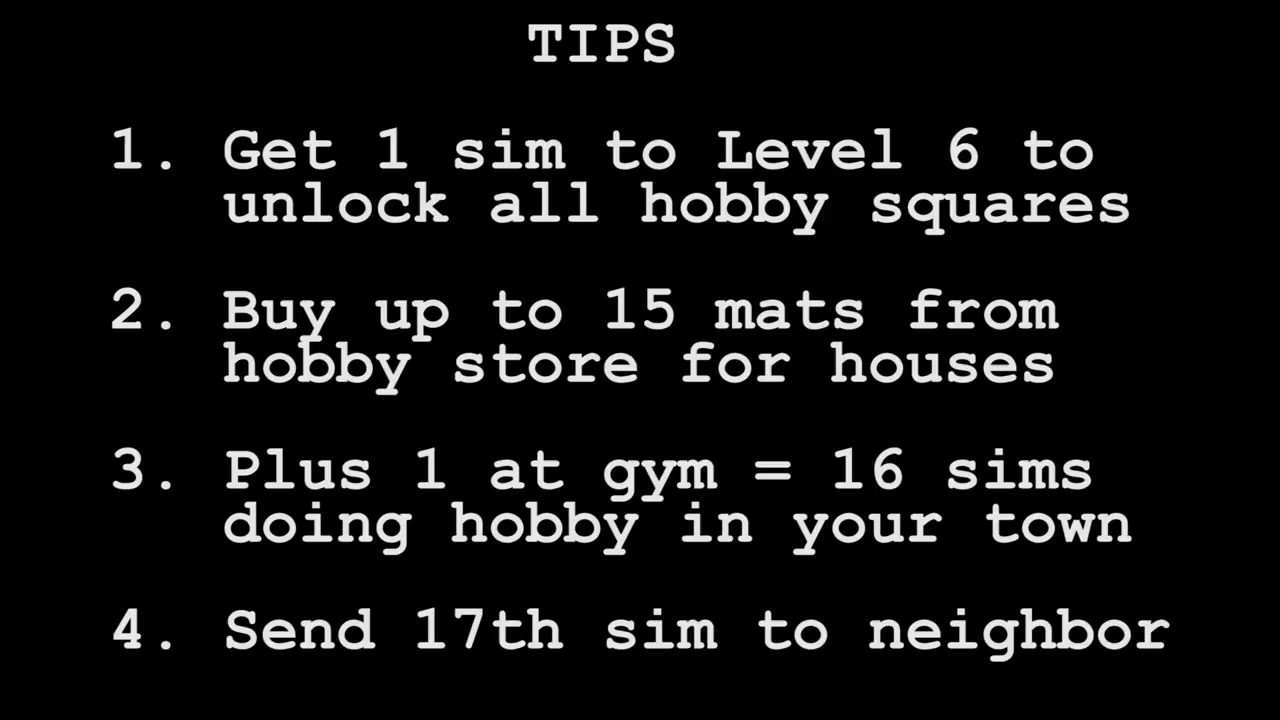 TIPS
1. Get 1 sim to Level 6 to
unlock all hobby squares
2. Buy up to 15 mats from
hobby store for houses
3. Plus 1 at gym = 16 sims
doing hobby in your town
4. Send 17th sim to neighbor